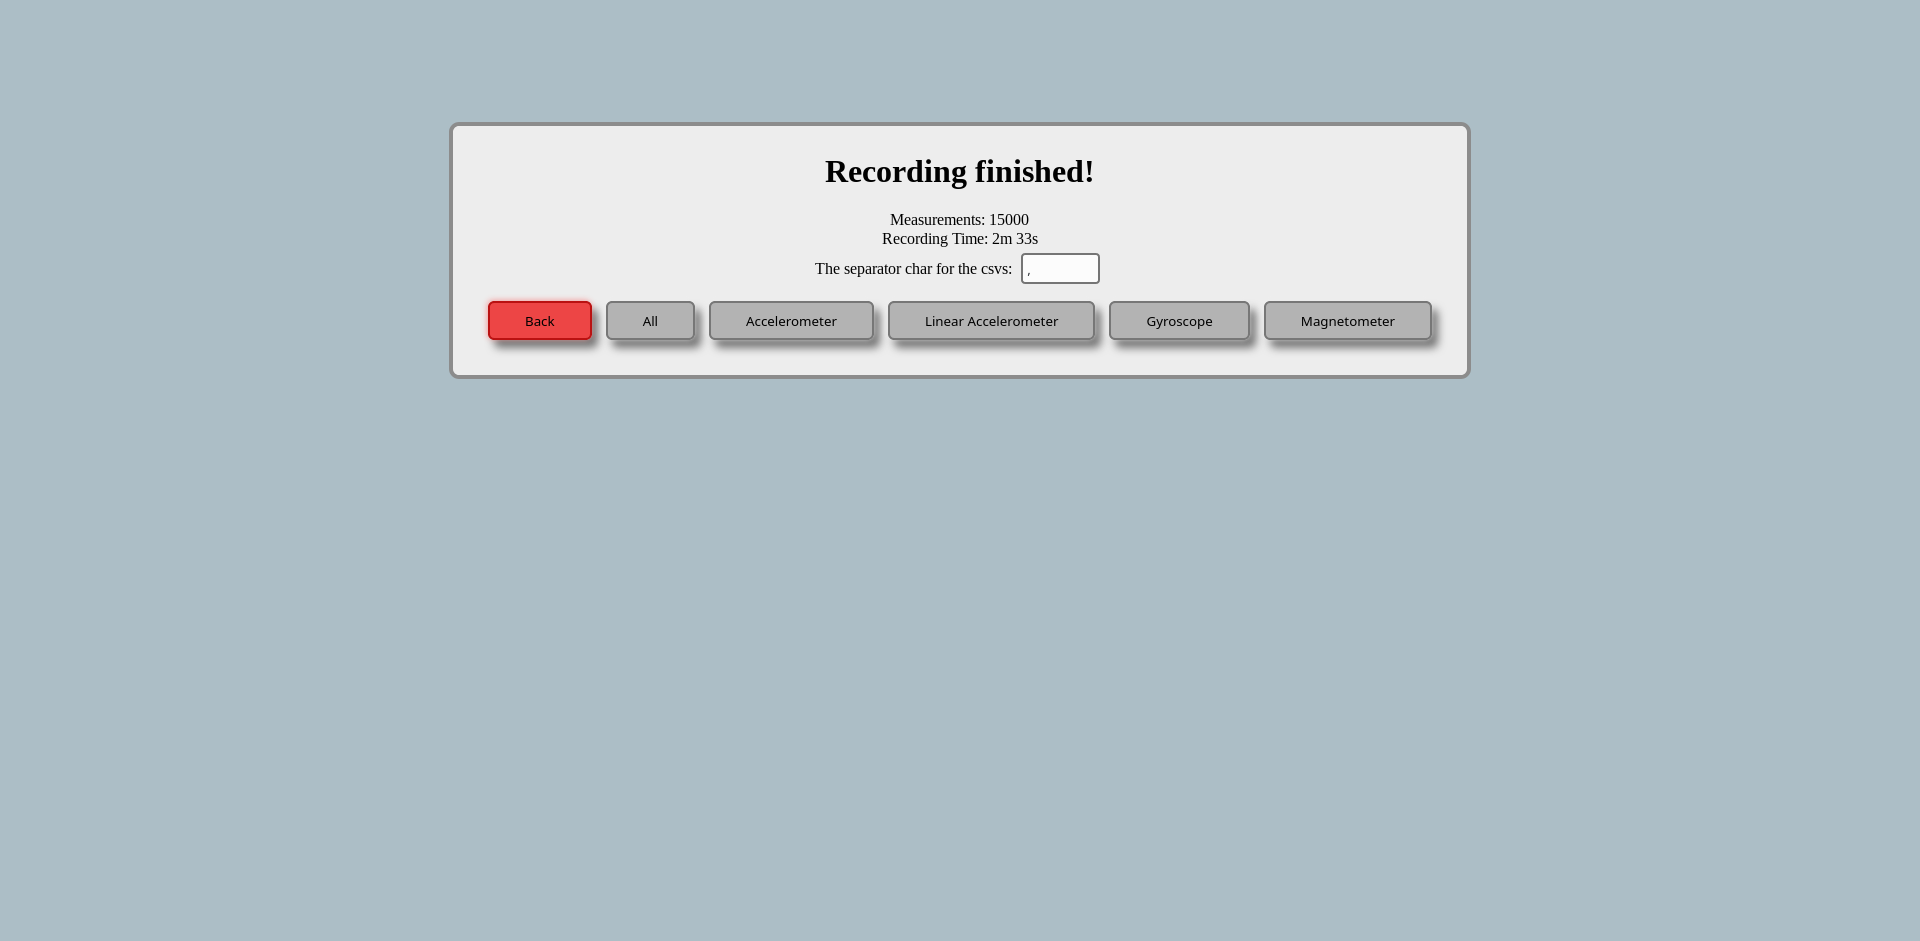 Recording finished!
Measurements: 15000
Recording Time: 2m 33s
The separator char for the csvs: ,
Back All Accelerometer Linear Accelerometer Gyroscope Magnetometer